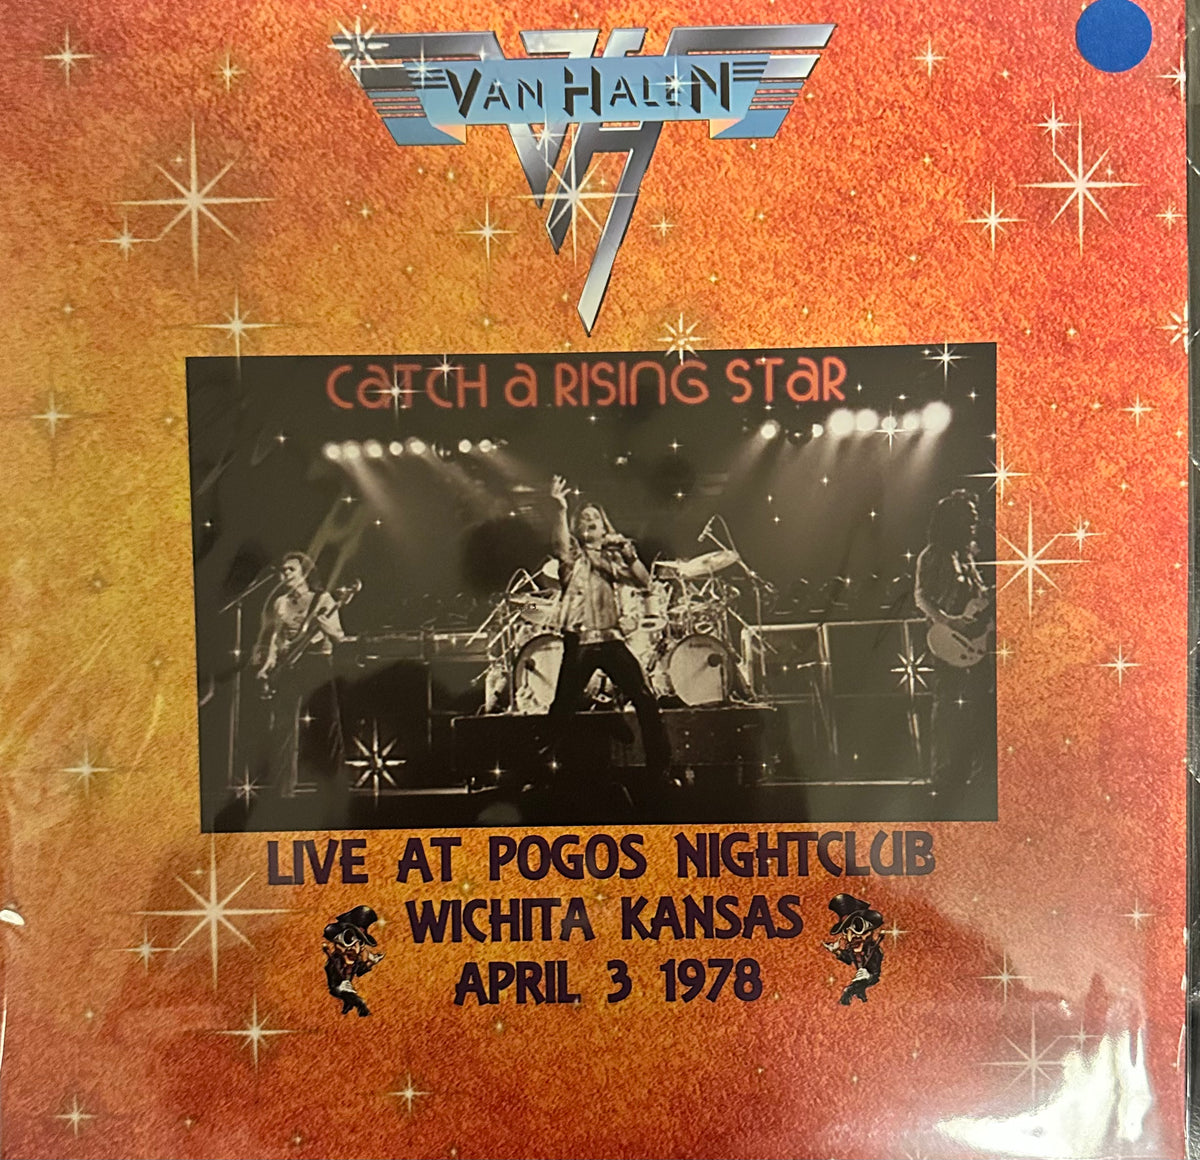 VAN HALEN
CATCH A RISING STAR
LIVE AT POGOS NIGHTCLUB
WICHITA KANSAS
APRIL 3 1978